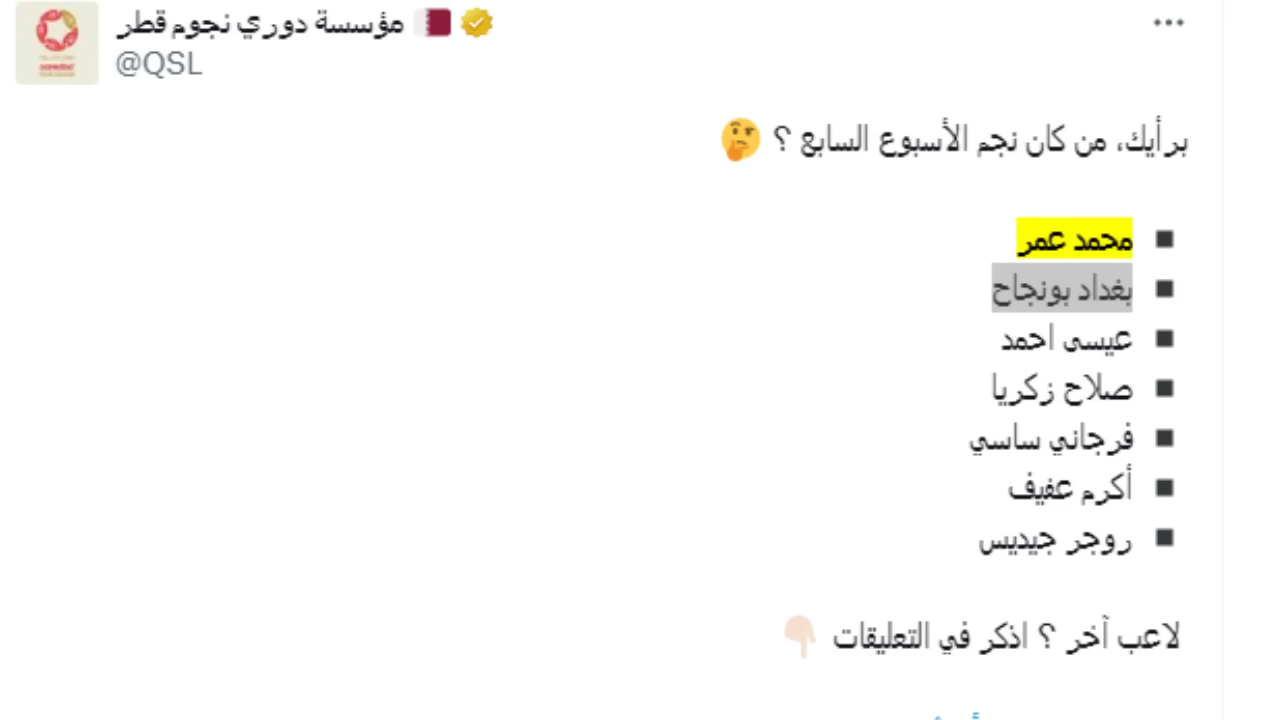 مؤسسة دوري نجوم قطر 🇶🇦
@QSL
برأيك، من كان نجم الأسبوع السابع ؟ 🤔
▪ محمد عمر
▪ بغداد بونجاح
▪ عيسى احمد
▪ صلاح زكريا
▪ فرجاني ساسي
▪ أكرم عفيف
▪ روجر جيديس
لاعب آخر ؟ اذكر في التعليقات 👇🏻